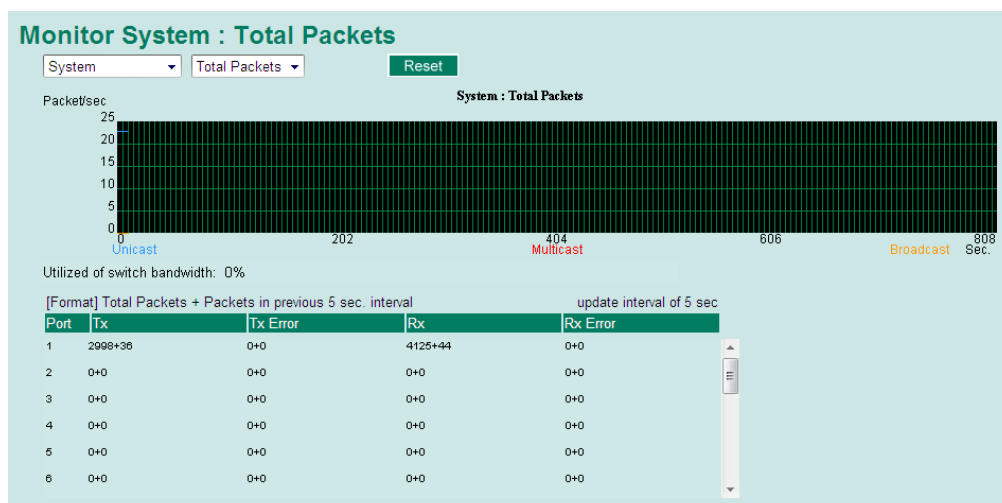 Monitor System : Total Packets
System Total Packets Reset
Packet/sec System : Total Packets
25
20
15
10
5
0
0 202 404 606 808
Unicast Multicast Broadcast Sec.
Utilized of switch bandwidth: 0%
[Format] Total Packets + Packets in previous 5 sec. interval update interval of 5 sec
Port Tx Tx Error Rx Rx Error
1 2998+36 0+0 4125+44 0+0
2 0+0 0+0 0+0 0+0
3 0+0 0+0 0+0 0+0
4 0+0 0+0 0+0 0+0
5 0+0 0+0 0+0 0+0
6 0+0 0+0 0+0 0+0